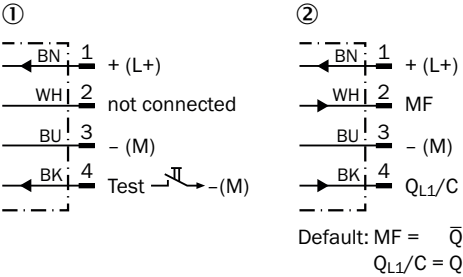 ①
BN 1 + (L+)
WH 2 not connected
BU 3 – (M)
BK 4 Test –(M)
②
BN 1 + (L+)
WH 2 MF
BU 3 – (M)
BK 4 QL1/C
Default: MF = Q̅
QL1/C = Q